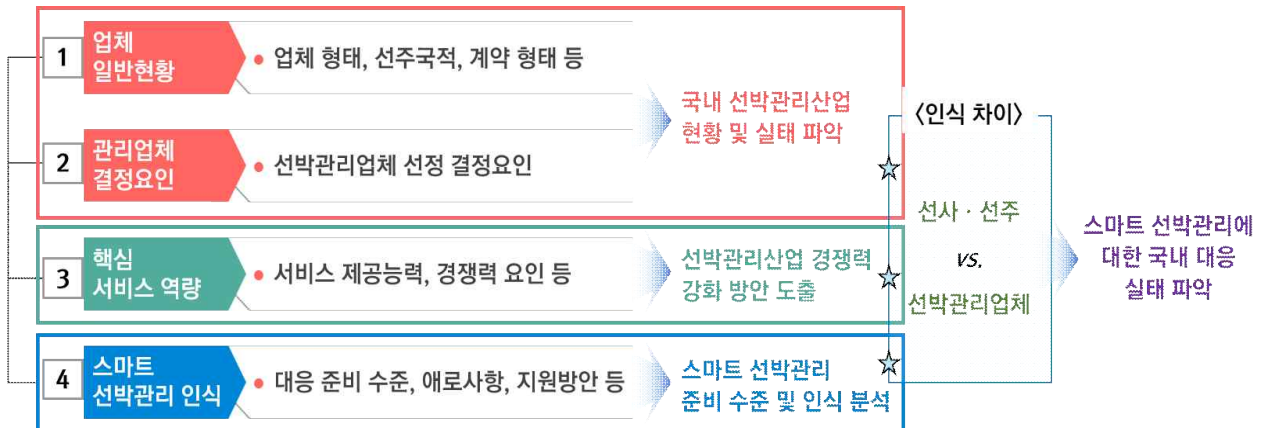 1
업체
일반현황
• 업체 형태, 선주국적, 계약 형태 등
2
관리업체
결정요인
• 선박관리업체 선정 결정요인
국내 선박관리산업
현황 및 실태 파악
3
핵심
서비스 역량
• 서비스 제공능력, 경쟁력 요인 등
선박관리산업 경쟁력
강화 방안 도출
4
스마트
선박관리 인식
• 대응 준비 수준, 애로사항, 지원방안 등
스마트 선박관리
준비 수준 및 인식 분석
〈인식 차이〉
선사 · 선주
vs.
선박관리업체
스마트 선박관리에
대한 국내 대응
실태 파악